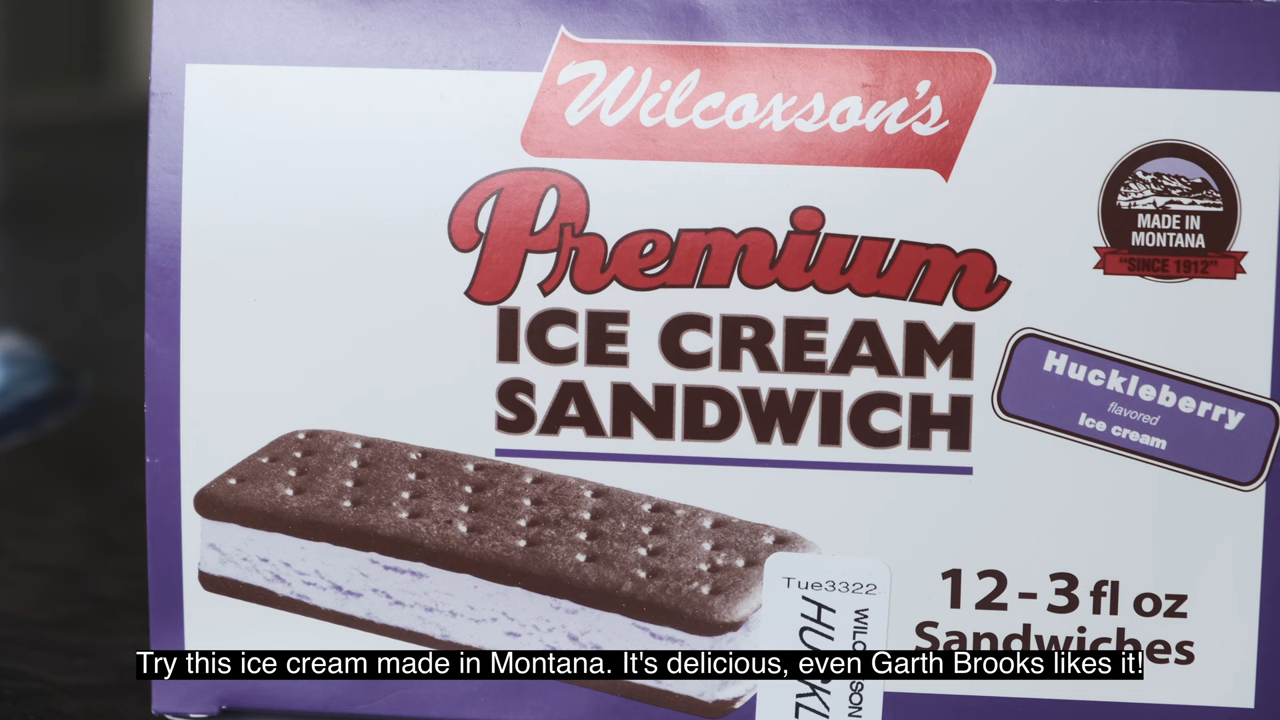 Wilcoxson's
Premium
ICE CREAM
SANDWICH
MADE IN
MONTANA
"SINCE 1912"
Huckleberry
flavored
Ice cream
12-3 fl oz
Sandwiches
Tue3322
Try this ice cream made in Montana. It's delicious, even Garth Brooks likes it!